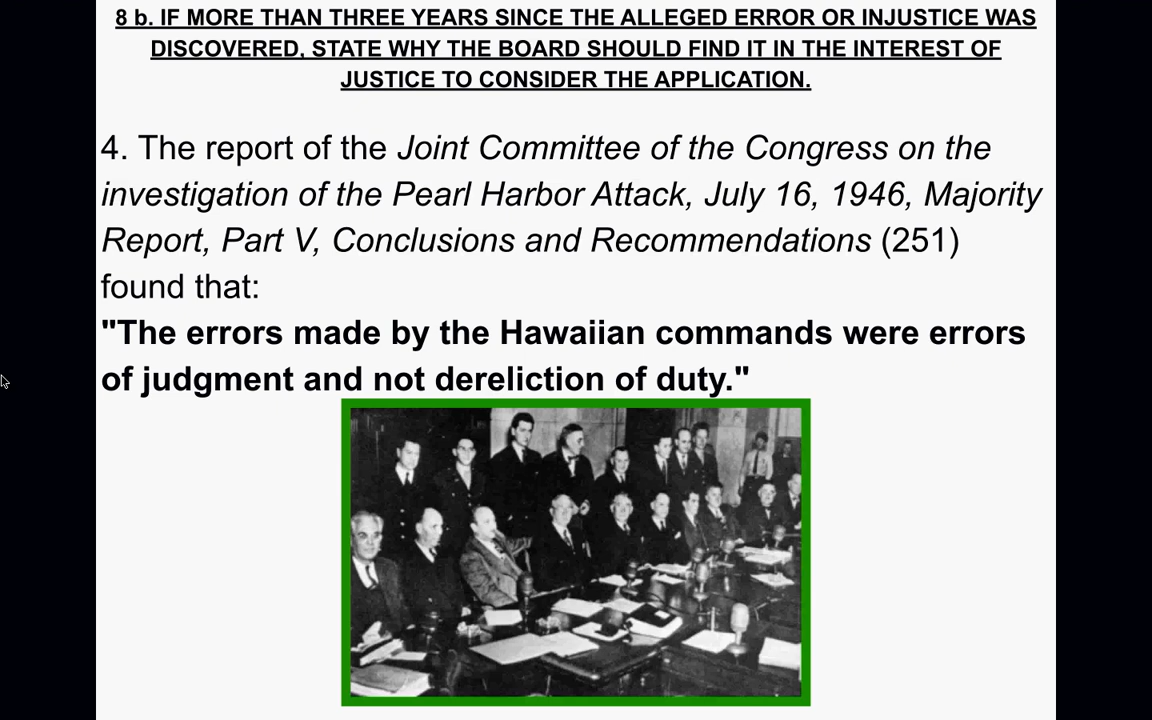 8 b. IF MORE THAN THREE YEARS SINCE THE ALLEGED ERROR OR INJUSTICE WAS
DISCOVERED, STATE WHY THE BOARD SHOULD FIND IT IN THE INTEREST OF
JUSTICE TO CONSIDER THE APPLICATION.
4. The report of the Joint Committee of the Congress on the
investigation of the Pearl Harbor Attack, July 16, 1946, Majority
Report, Part V, Conclusions and Recommendations (251)
found that:
"The errors made by the Hawaiian commands were errors
of judgment and not dereliction of duty."